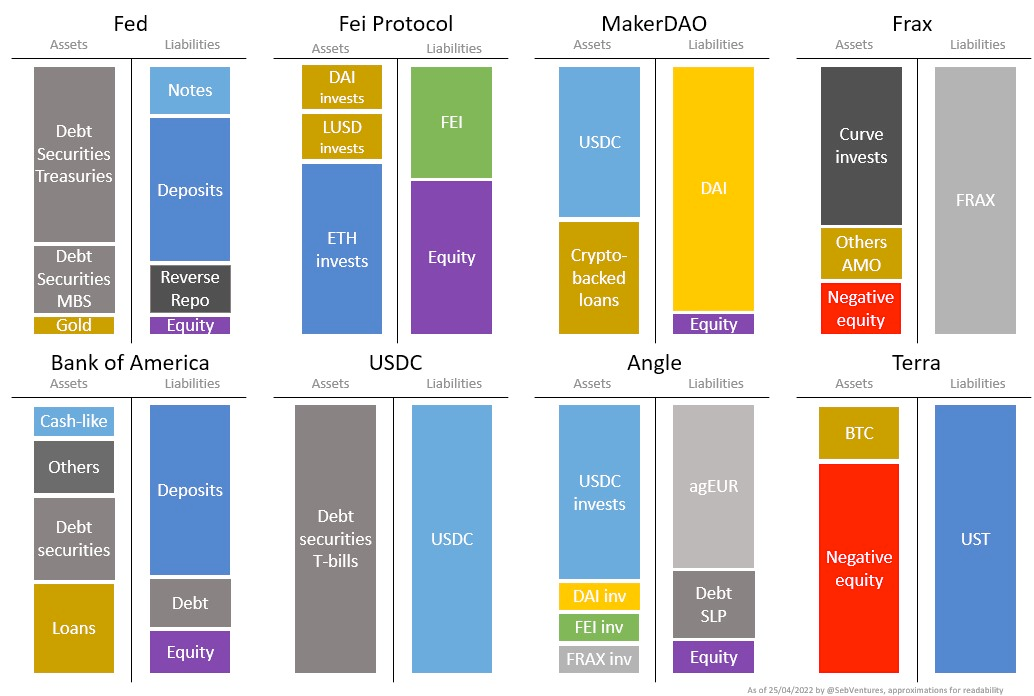 Fed
Assets
Liabilities
Debt
Securities
Treasuries
Debt
Securities
MBS
Gold
Notes
Deposits
Reverse
Repo
Equity
Fei Protocol
Assets
Liabilities
DAI
invests
LUSD
invests
ETH
invests
FEI
Equity
MakerDAO
Assets
Liabilities
USDC
Crypto-
backed
loans
DAI
Equity
Frax
Assets
Liabilities
Curve
invests
Others
AMO
Negative
equity
FRAX
Bank of America
Assets
Liabilities
Cash-like
Others
Debt
securities
Loans
Deposits
Debt
Equity
USDC
Assets
Liabilities
Debt
securities
T-bills
USDC
Angle
Assets
Liabilities
USDC
invests
DAI inv
FEI inv
FRAX inv
agEUR
Debt
SLP
Equity
Terra
Assets
Liabilities
BTC
Negative
equity
UST
As of 25/04/2022 by @SebVentures, approximations for readability